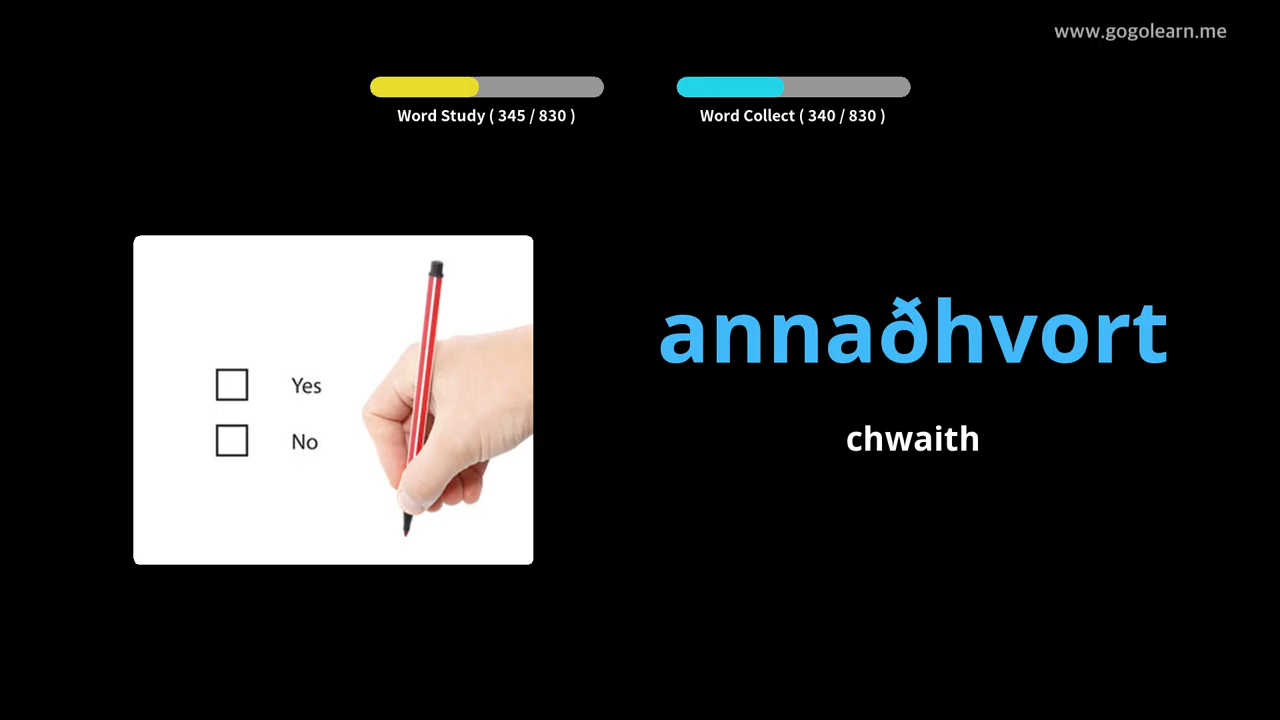 www.gogolearn.me
Word Study ( 345 / 830 )
Word Collect ( 340 / 830 )
Yes
No
annaðhvort
chwaith